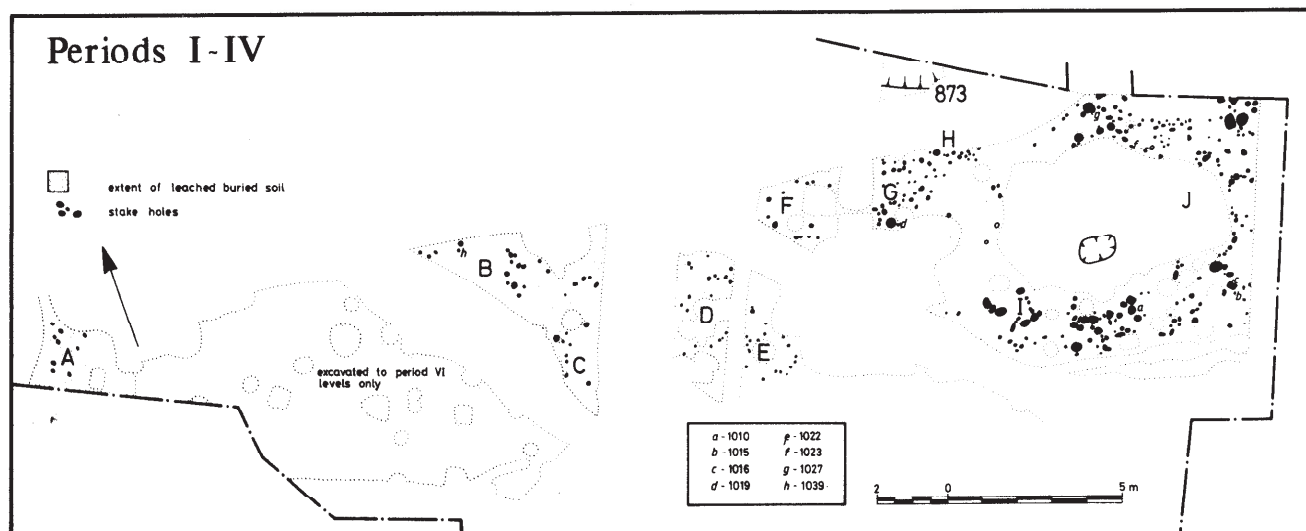 Periods I-IV
extent of leached buried soil
stake holes
873
H
G
g
F
d
J
B
h
A
C
D
E
I
a
b
c
excavated to period VI
levels only
a - 1010 e - 1022
b - 1015 f - 1023
c - 1016 g - 1027
d - 1019 h - 1039
2 0 5 m